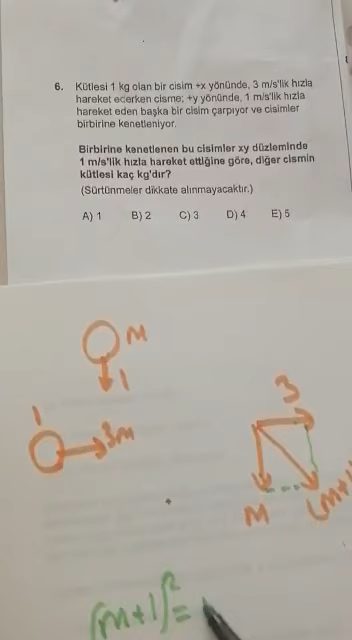 6. Kütlesi 1 kg olan bir cisim +x yönünde, 3 m/s'lik hızla
hareket ederken cisme; +y yönünde, 1 m/s'lik hızla
hareket eden başka bir cisim çarpıyor ve cisimler
birbirine kenetleniyor.
Birbirine kenetlenen bu cisimler xy düzleminde
1 m/s'lik hızla hareket ettiğine göre, diğer cismin
kütlesi kaç kg'dır?
(Sürtünmeler dikkate alınmayacaktır.)
A) 1 B) 2 C) 3 D) 4 E) 5
M
1
1
3m
3
M
(m+1
(m+1)² =